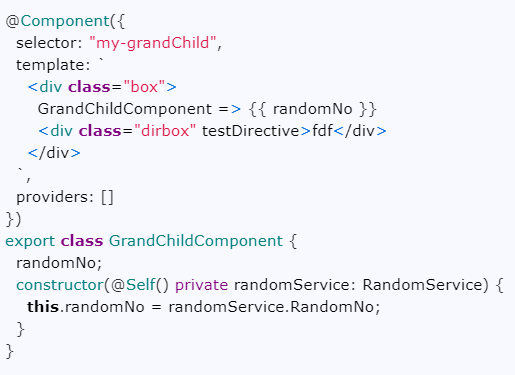 @Component({
  selector: "my-grandChild",
  template: `
    <div class="box">
      GrandChildComponent => {{ randomNo }}
      <div class="dirbox" testDirective>fdf</div>
    </div>
  `,
  providers: []
})
export class GrandChildComponent {
  randomNo;
  constructor(@Self() private randomService: RandomService) {
    this.randomNo = randomService.RandomNo;
  }
}